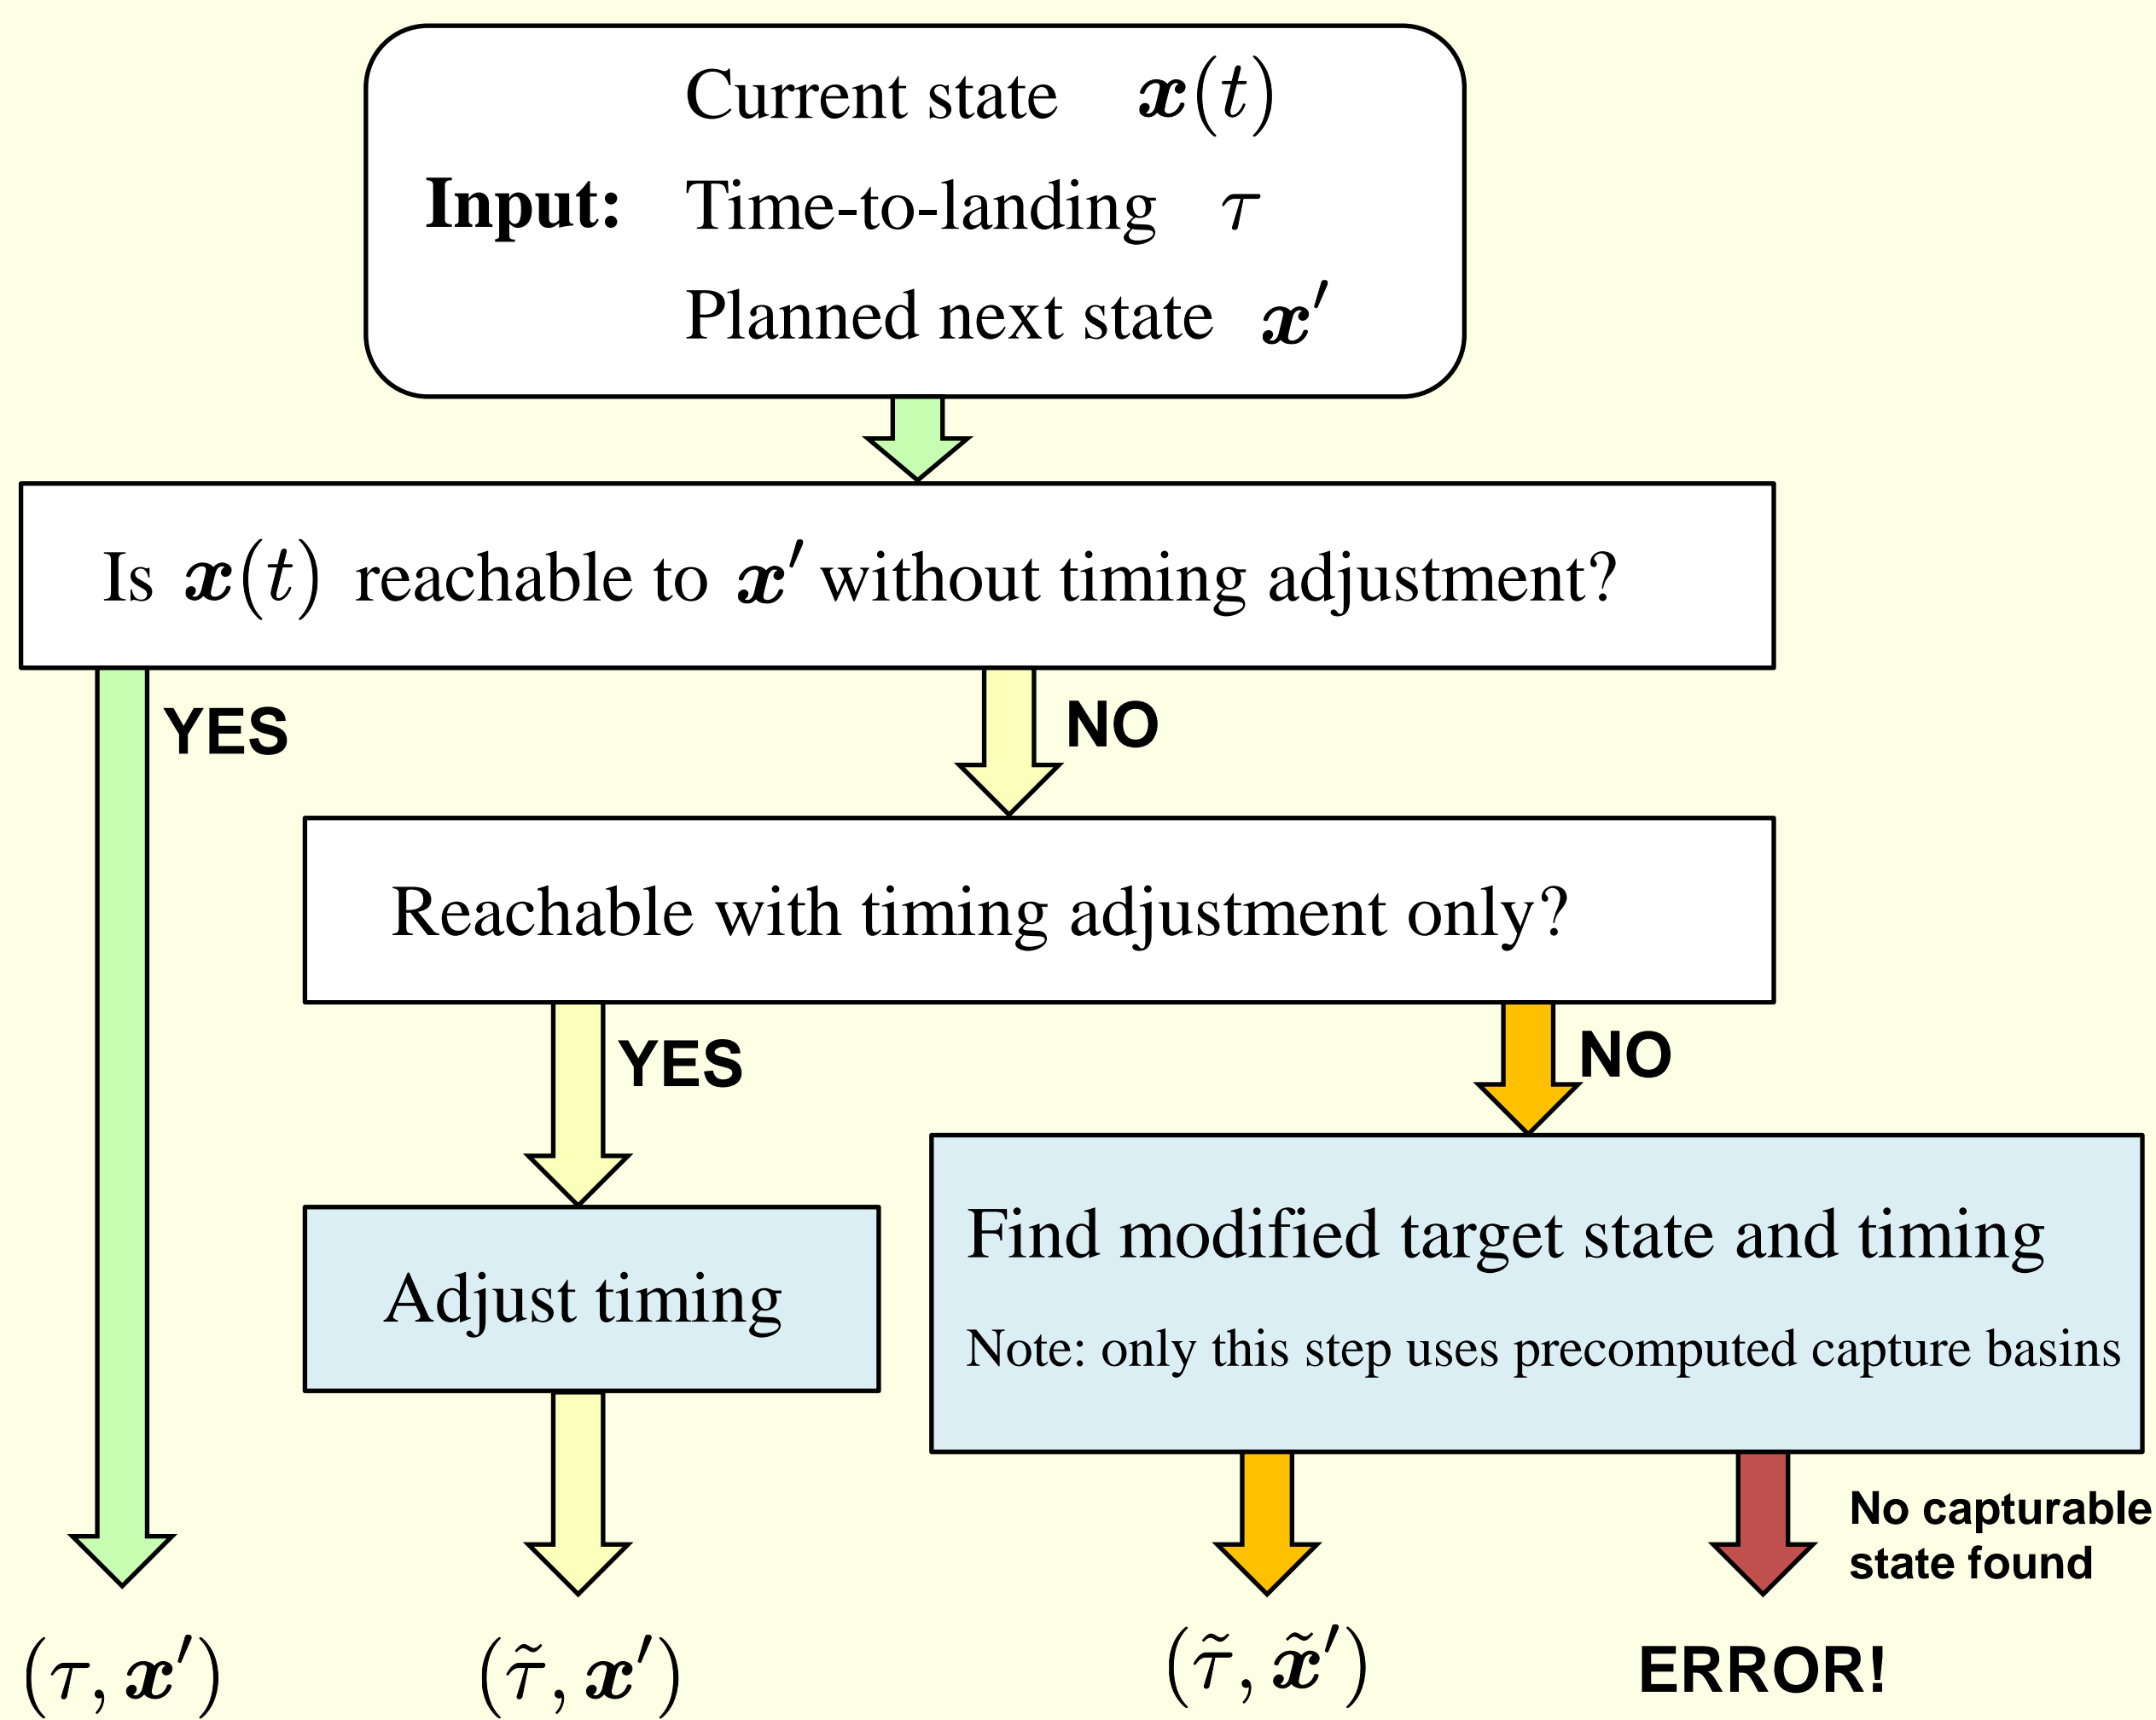 Current state 𝒙(t)
Input: Time-to-landing τ
Planned next state 𝒙′
Is 𝒙(t) reachable to 𝒙′ without timing adjustment?
YES
NO
Reachable with timing adjustment only?
YES
NO
Adjust timing
Find modified target state and timing
Note: only this step uses precomputed capture basins
No capturable
state found
(τ, 𝒙′)
(τ̃, 𝒙′)
(τ̃, 𝒙̃′)
ERROR!